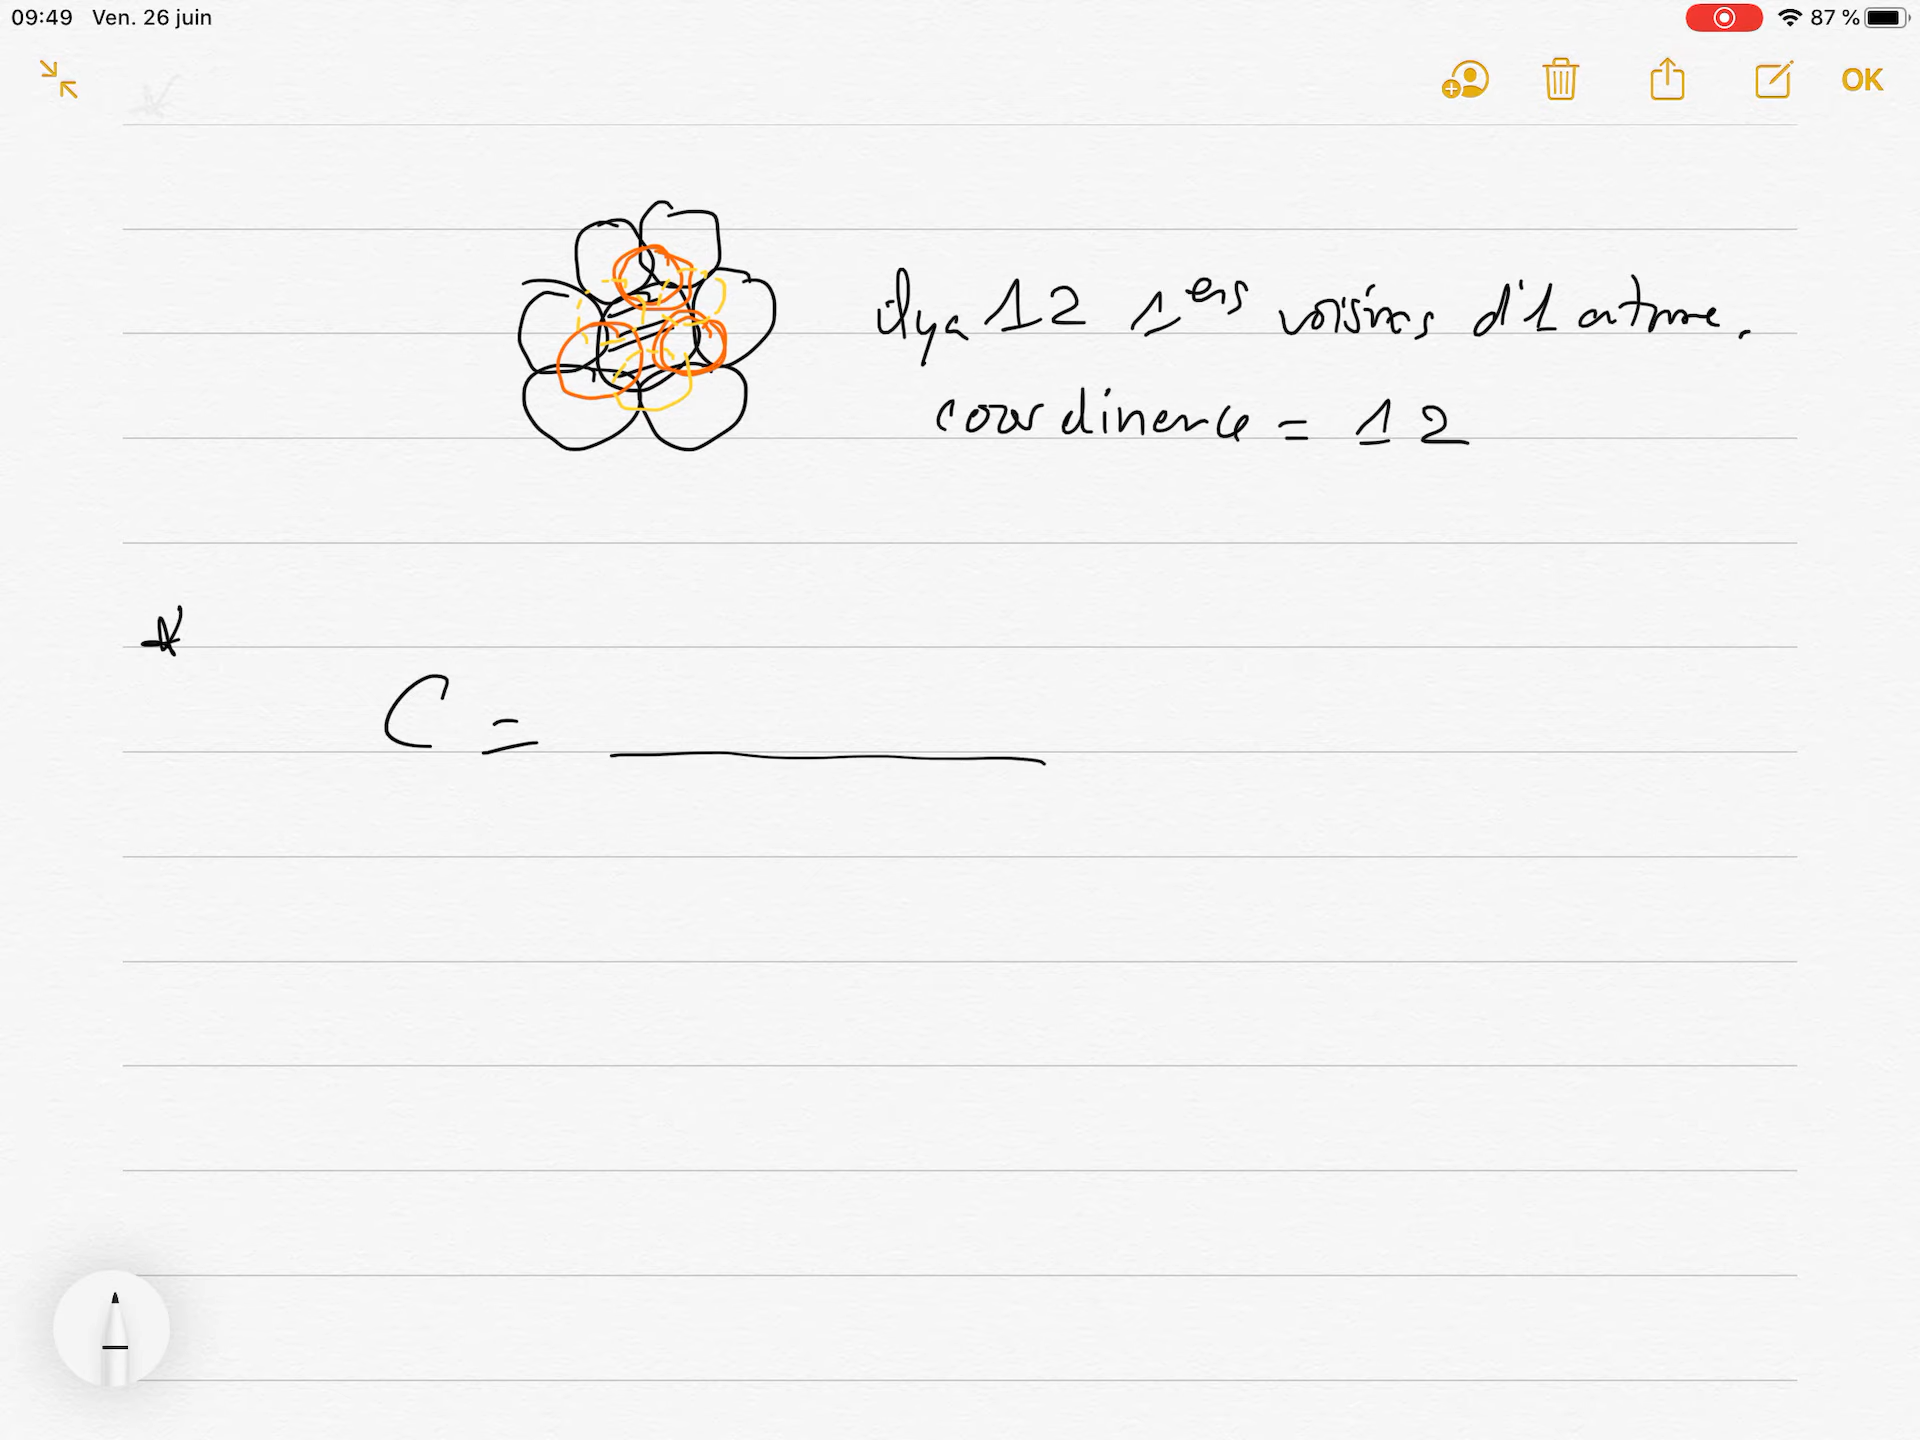 09:49 Ven. 26 juin 87 %
OK
il y a 12 1ers voisins d'1 atome.
coordinence = 12
*
C =